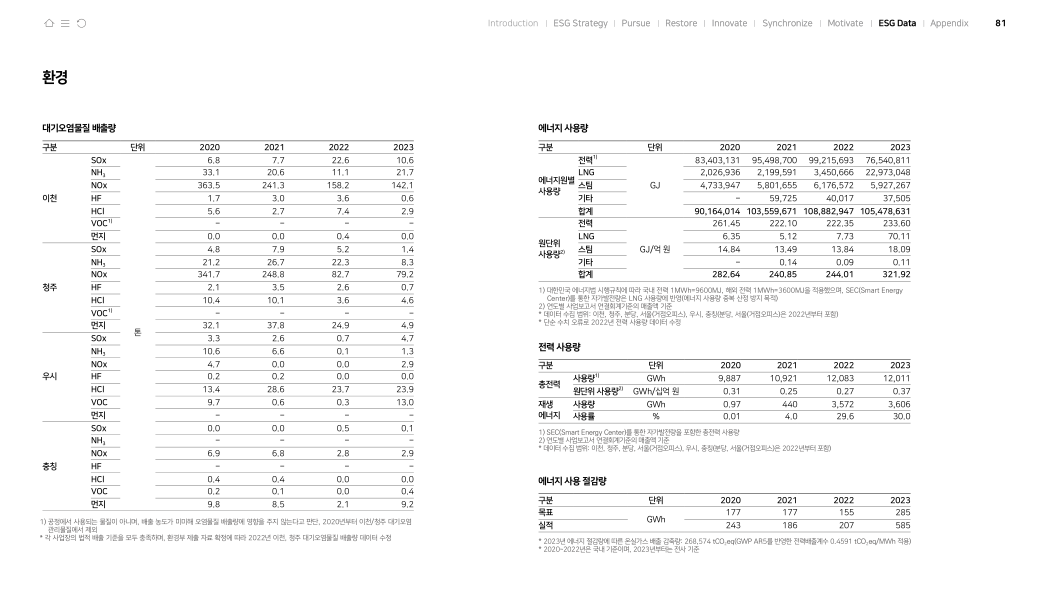 Introduction | ESG Strategy | Pursue | Restore | Innovate | Synchronize | Motivate | ESG Data | Appendix 81
환경
대기오염물질 배출량
구분 단위 2020 2021 2022 2023
이천 톤 SOx 6.8 7.7 22.6 10.6
NH₃ 33.1 20.6 11.1 21.7
NOx 363.5 241.3 158.2 142.1
HF 1.7 3.0 3.6 0.6
HCl 5.6 2.7 7.4 2.9
VOC¹⁾ – – – –
먼지 0.0 0.0 0.4 0.0
청주 SOx 4.8 7.9 5.2 1.4
NH₃ 21.2 26.7 22.3 8.3
NOx 341.7 248.8 82.7 79.2
HF 2.1 3.5 2.6 0.7
HCl 10.4 10.1 3.6 4.6
VOC¹⁾ – – – –
먼지 32.1 37.8 24.9 4.9
우시 SOx 3.3 2.6 0.7 4.7
NH₃ 10.6 6.6 0.1 1.3
NOx 4.7 0.0 0.0 2.9
HF 0.2 0.2 0.0 0.0
HCl 13.4 28.6 23.7 23.9
VOC 9.7 0.6 0.3 13.0
먼지 – – – –
충칭 SOx 0.0 0.0 0.5 0.1
NH₃ – – – –
NOx 6.9 6.8 2.8 2.9
HF – – – –
HCl 0.4 0.4 0.0 0.0
VOC 0.2 0.1 0.0 0.4
먼지 9.8 8.5 2.1 9.2
1) 공정에서 사용되는 물질이 아니며, 배출 농도가 미미해 오염물질 배출량에 영향을 주지 않는다고 판단, 2020년부터 이천/청주 대기오염
관리물질에서 제외
* 각 사업장의 법적 배출 기준을 모두 충족하며, 환경부 제출 자료 확정에 따라 2022년 이천, 청주 대기오염물질 배출량 데이터 수정
에너지 사용량
구분 단위 2020 2021 2022 2023
에너지원별 사용량 GJ 전력¹⁾ 83,403,131 95,498,700 99,215,693 76,540,811
LNG 2,026,936 2,199,591 3,450,666 22,973,048
스팀 4,733,947 5,801,655 6,176,572 5,927,267
기타 – 59,725 40,017 37,505
합계 90,164,014 103,559,671 108,882,947 105,478,631
원단위 사용량²⁾ GJ/억 원 전력 261.45 222.10 222.35 233.60
LNG 6.35 5.12 7.73 70.11
스팀 14.84 13.49 13.84 18.09
기타 – 0.14 0.09 0.11
합계 282.64 240.85 244.01 321.92
1) 대한민국 에너지법 시행규칙에 따라 국내 전력 1MWh=9600MJ, 해외 전력 1MWh=3600MJ을 적용했으며, SEC(Smart Energy
Center)를 통한 자가발전량은 LNG 사용량에 반영(에너지 사용량 중복 산정 방지 목적)
2) 연도별 사업보고서 연결회계기준의 매출액 기준
* 데이터 수집 범위: 이천, 청주, 분당, 서울(거점오피스), 우시, 충칭(분당, 서울(거점오피스)은 2022년부터 포함)
* 단순 수치 오류로 2022년 전력 사용량 데이터 수정
전력 사용량
구분 단위 2020 2021 2022 2023
총전력 사용량¹⁾ GWh 9,887 10,921 12,083 12,011
원단위 사용량²⁾ GWh/십억 원 0.31 0.25 0.27 0.37
재생 에너지 사용량 GWh 0.97 440 3,572 3,606
사용률 % 0.01 4.0 29.6 30.0
1) SEC(Smart Energy Center)를 통한 자가발전량을 포함한 총전력 사용량
2) 연도별 사업보고서 연결회계기준의 매출액 기준
* 데이터 수집 범위: 이천, 청주, 분당, 서울(거점오피스), 우시, 충칭(분당, 서울(거점오피스)은 2022년부터 포함)
에너지 사용 절감량
구분 단위 2020 2021 2022 2023
목표 GWh 177 177 155 285
실적 243 186 207 585
* 2023년 에너지 절감량에 따른 온실가스 배출 감축량: 268,574 tCO₂eq(GWP AR5를 반영한 전력배출계수 0.4591 tCO₂eq/MWh 적용)
* 2020~2022년은 국내 기준이며, 2023년부터는 전사 기준